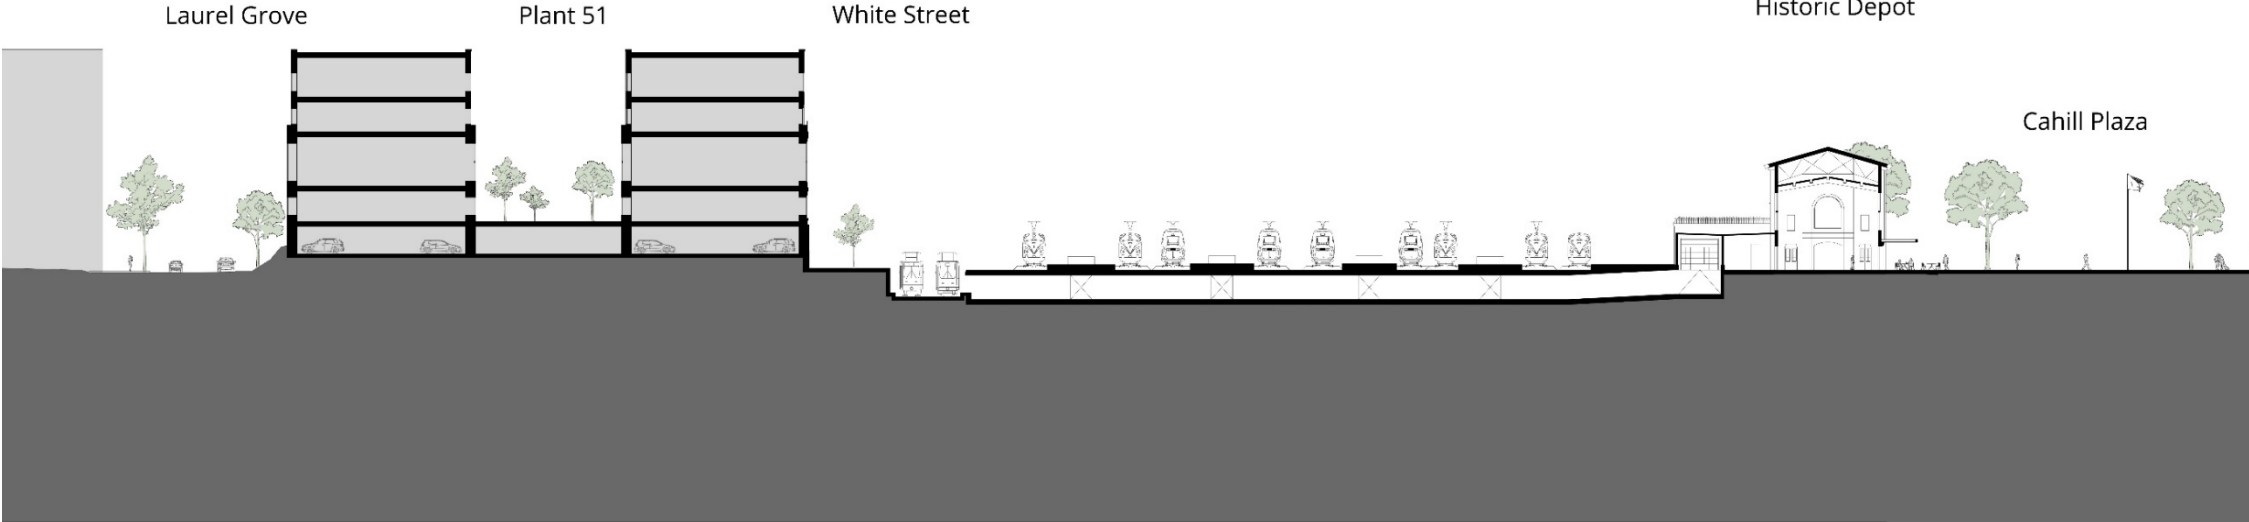 Laurel Grove
Plant 51
White Street
Historic Depot
Cahill Plaza